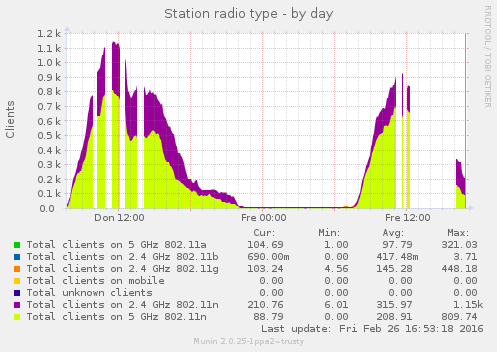 Station radio type - by day
RRDTOOL / TOBI OETIKER
Clients
1.2 k
1.1 k
1.0 k
0.9 k
0.8 k
0.7 k
0.6 k
0.5 k
0.4 k
0.3 k
0.2 k
0.1 k
0.0
Don 12:00 Fre 00:00 Fre 12:00
Cur: Min: Avg: Max:
Total clients on 5 GHz 802.11a 104.69 1.00 97.79 321.03
Total clients on 2.4 GHz 802.11b 690.00m 0.00 417.48m 3.71
Total clients on 2.4 GHz 802.11g 103.24 4.56 145.28 448.18
Total clients on mobile 0.00 0.00 0.00 0.00
Total unknown clients 0.00 0.00 0.00 0.00
Total clients on 2.4 GHz 802.11n 210.76 6.01 315.97 1.15k
Total clients on 5 GHz 802.11n 88.79 0.00 208.91 809.74
Last update: Fri Feb 26 16:53:18 2016
Munin 2.0.25-1ppa2~trusty